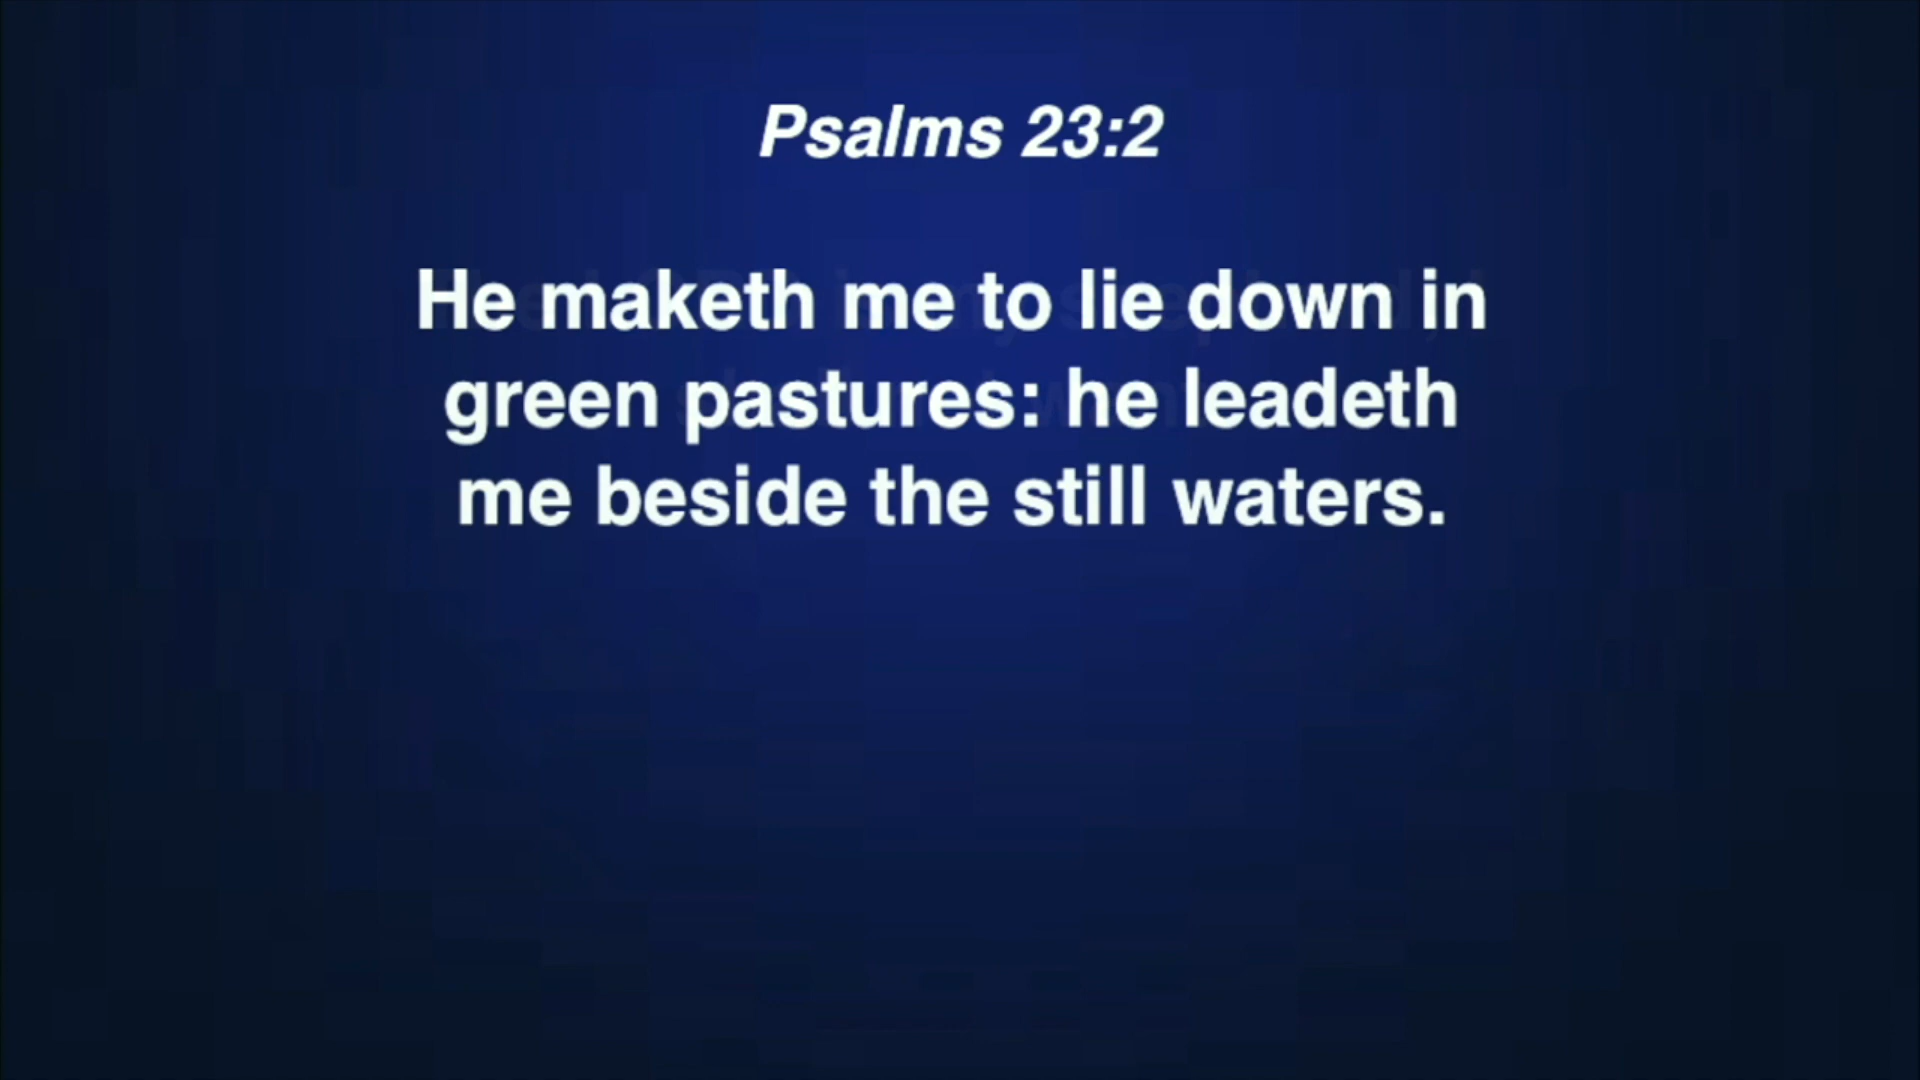 Psalms 23:2
He maketh me to lie down in
green pastures: he leadeth
me beside the still waters.